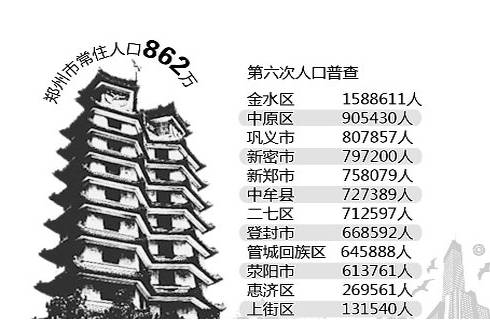 郑州市常住人口862万
第六次人口普查
金水区 1588611人
中原区 905430人
巩义市 807857人
新密市 797200人
新郑市 758079人
中牟县 727389人
二七区 712597人
登封市 668592人
管城回族区 645888人
荥阳市 613761人
惠济区 269561人
上街区 131540人